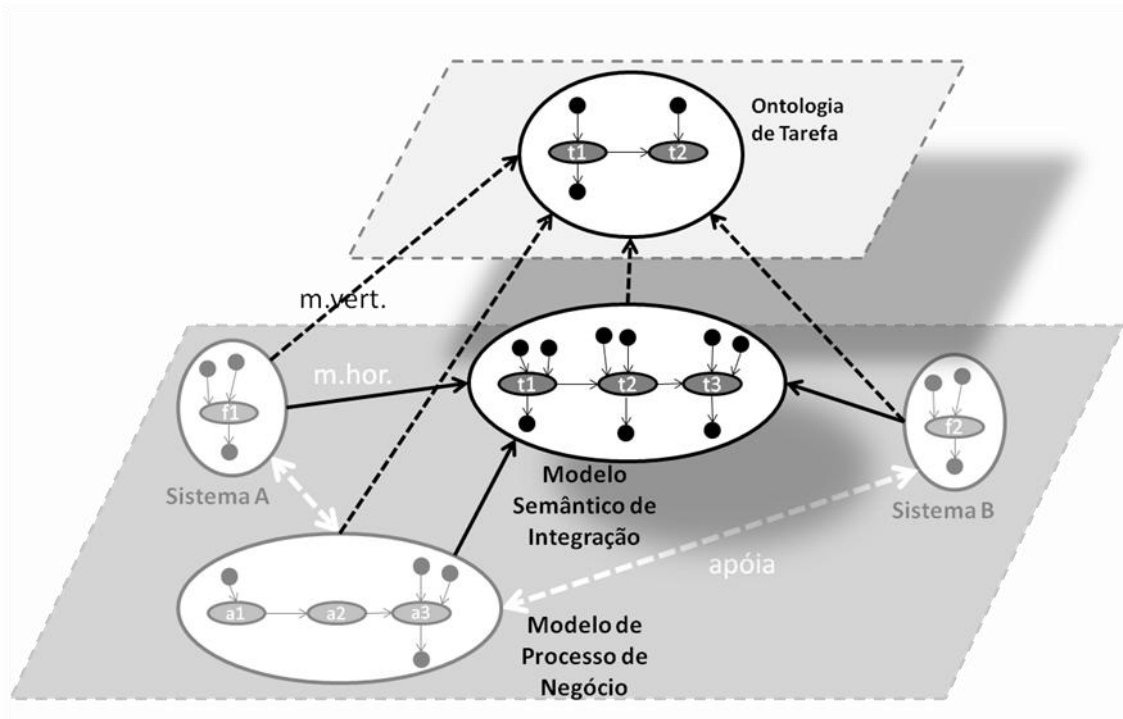 Ontologia
de Tarefa
t1
t2
m.vert.
m.hor.
t1
t2
t3
f1
f2
Sistema A
Modelo
Semântico de
Integração
Sistema B
apóia
a1
a2
a3
Modelo de
Processo de
Negócio